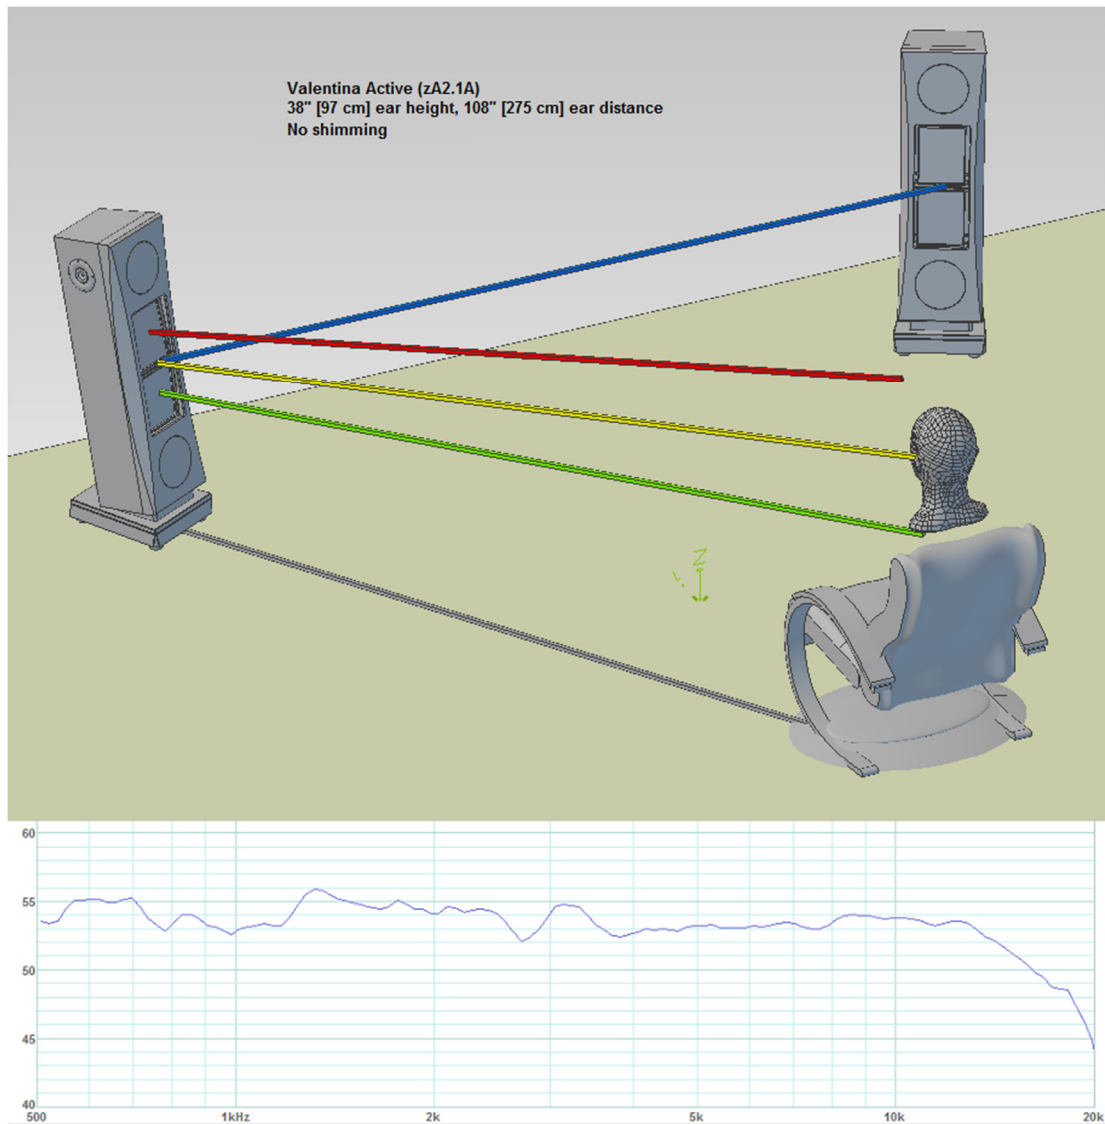 Valentina Active (zA2.1A)
38" [97 cm] ear height, 108" [275 cm] ear distance
No shimming
Z
60
55
50
45
40
500 1kHz 2k 5k 10k 20k